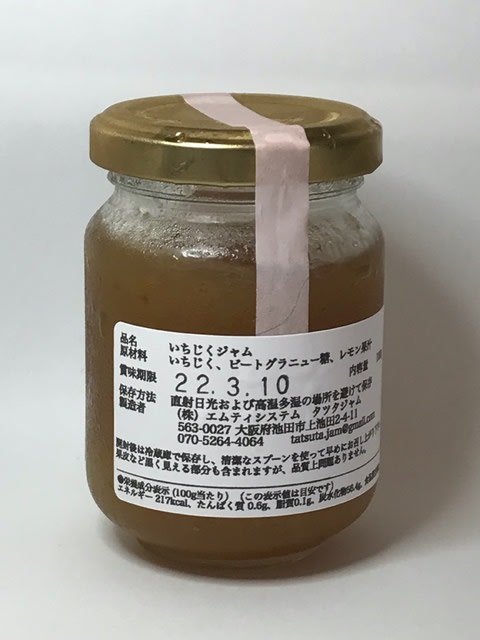 品名 いちじくジャム
原材料 いちじく、ビートグラニュー糖、レモン果汁
内容量
賞味期限 22.3.10
保存方法 直射日光および高温多湿の場所を避けて保存
製造者 (株) エムティシステム タツタジャム
563-0027 大阪府池田市上池田2-4-11
070-5264-4064 tatsuta.jam@gmail.com
開封後は冷蔵庫で保存し、清潔なスプーンを使って早めにお召し上がり下さい
果皮など黒く見える部分も含まれますが、品質上問題ありません。
●栄養成分表示 (100g当たり) (この表示値は目安です)
エネルギー 217kcal、たんぱく質 0.6g、脂質0.1g、炭水化物56.4g、